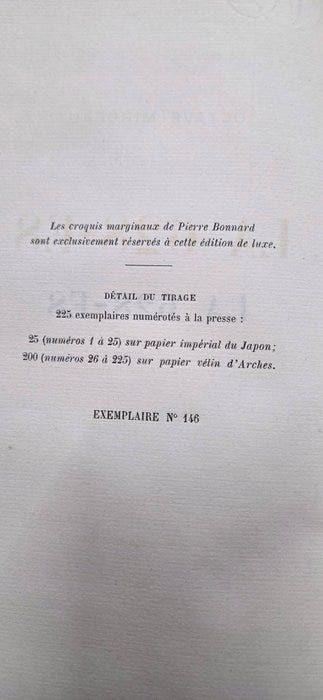 Les croquis marginaux de Pierre Bonnard
sont exclusivement réservés à cette édition de luxe.
DÉTAIL DU TIRAGE
225 exemplaires numérotés à la presse :
25 (numéros 1 à 25) sur papier impérial du Japon;
200 (numéros 26 à 225) sur papier vélin d'Arches.
EXEMPLAIRE N° 146